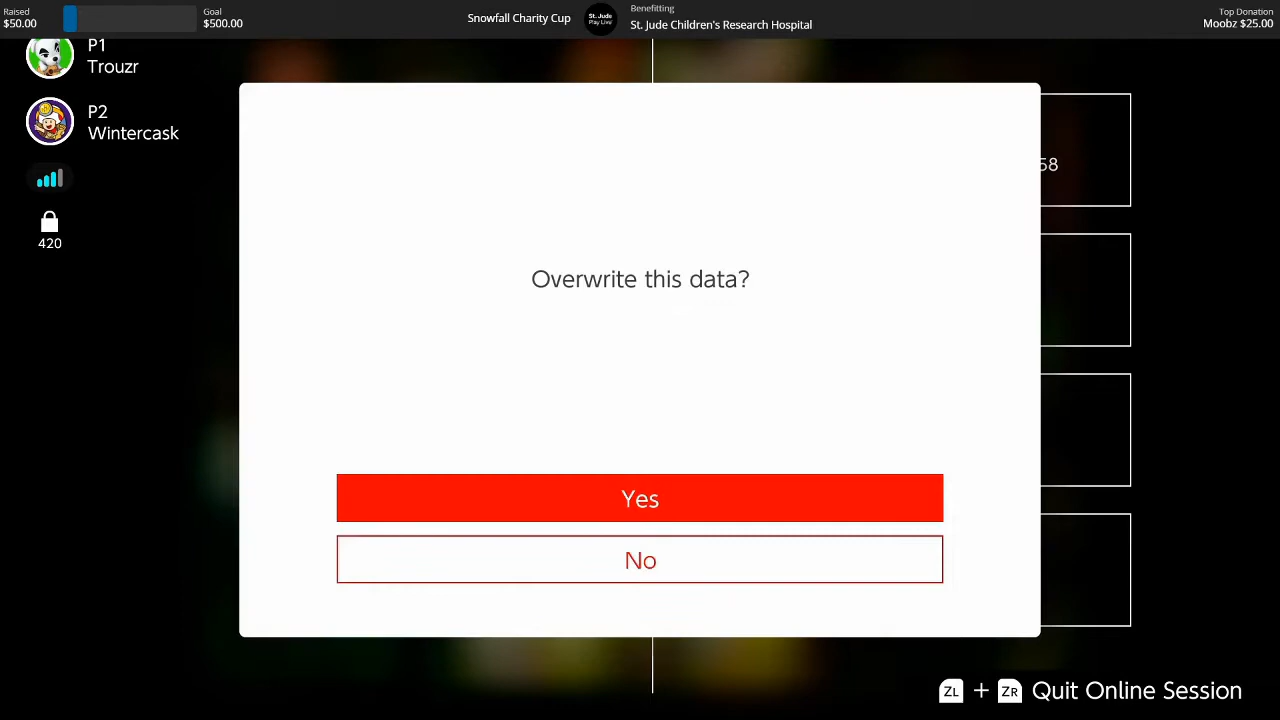 Raised
$50.00
Goal
$500.00
Snowfall Charity Cup
St. Jude
Play Live!
Benefitting
St. Jude Children's Research Hospital
Top Donation
Moobz $25.00
P1
Trouzr
P2
Wintercask
420
58
Overwrite this data?
Yes
No
ZL + ZR Quit Online Session